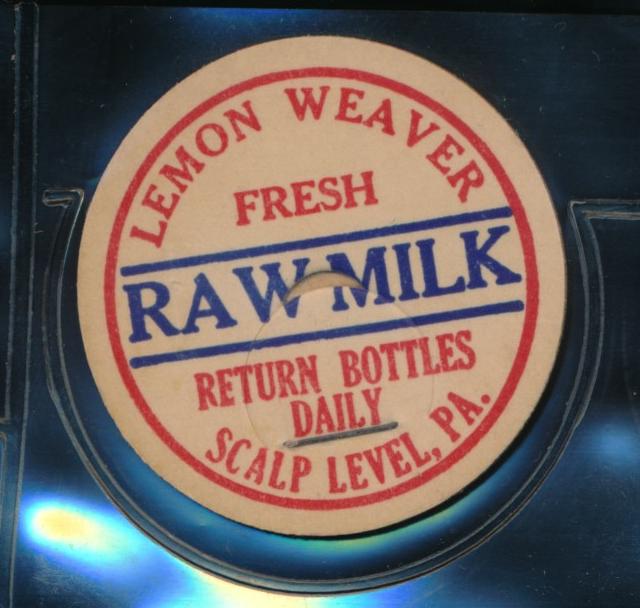 LEMON WEAVER
FRESH
RAW MILK
RETURN BOTTLES
DAILY
SCALP LEVEL, PA.